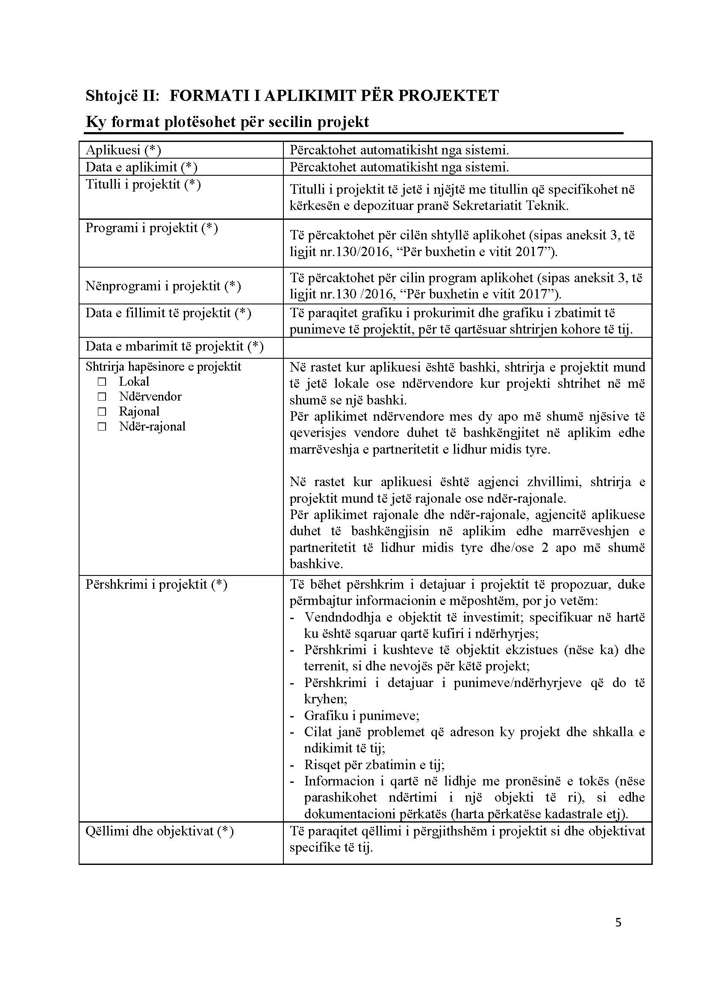 Shtojcë II: FORMATI I APLIKIMIT PËR PROJEKTET
Ky format plotësohet për secilin projekt
Aplikuesi (*)
Përcaktohet automatikisht nga sistemi.
Data e aplikimit (*)
Përcaktohet automatikisht nga sistemi.
Titulli i projektit (*)
Titulli i projektit të jetë i njëjtë me titullin që specifikohet në
kërkesën e depozituar pranë Sekretariatit Teknik.
Programi i projektit (*)
Të përcaktohet për cilën shtyllë aplikohet (sipas aneksit 3, të
ligjit nr.130/2016, “Për buxhetin e vitit 2017”).
Nënprogrami i projektit (*)
Të përcaktohet për cilin program aplikohet (sipas aneksit 3, të
ligjit nr.130 /2016, “Për buxhetin e vitit 2017”).
Data e fillimit të projektit (*)
Të paraqitet grafiku i prokurimit dhe grafiku i zbatimit të
punimeve të projektit, për të qartësuar shtrirjen kohore të tij.
Data e mbarimit të projektit (*)
Shtrirja hapësinore e projektit
☐ Lokal
☐ Ndërvendor
☐ Rajonal
☐ Ndër-rajonal
Në rastet kur aplikuesi është bashki, shtrirja e projektit mund
të jetë lokale ose ndërvendore kur projekti shtrihet në më
shumë se një bashki.
Për aplikimet ndërvendore mes dy apo më shumë njësive të
qeverisjes vendore duhet të bashkëngjitet në aplikim edhe
marrëveshja e partneritetit e lidhur midis tyre.
Në rastet kur aplikuesi është agjenci zhvillimi, shtrirja e
projektit mund të jetë rajonale ose ndër-rajonale.
Për aplikimet rajonale dhe ndër-rajonale, agjencitë aplikuese
duhet të bashkëngjisin në aplikim edhe marrëveshjen e
partneritetit të lidhur midis tyre dhe/ose 2 apo më shumë
bashkive.
Përshkrimi i projektit (*)
Të bëhet përshkrim i detajuar i projektit të propozuar, duke
përmbajtur informacionin e mëposhtëm, por jo vetëm:
- Vendndodhja e objektit të investimit; specifikuar në hartë
ku është sqaruar qartë kufiri i ndërhyrjes;
- Përshkrimi i kushteve të objektit ekzistues (nëse ka) dhe
terrenit, si dhe nevojës për këtë projekt;
- Përshkrimi i detajuar i punimeve/ndërhyrjeve që do të
kryhen;
- Grafiku i punimeve;
- Cilat janë problemet që adreson ky projekt dhe shkalla e
ndikimit të tij;
- Risqet për zbatimin e tij;
- Informacion i qartë në lidhje me pronësinë e tokës (nëse
parashikohet ndërtimi i një objekti të ri), si edhe
dokumentacioni përkatës (harta përkatëse kadastrale etj).
Qëllimi dhe objektivat (*)
Të paraqitet qëllimi i përgjithshëm i projektit si dhe objektivat
specifike të tij.
5